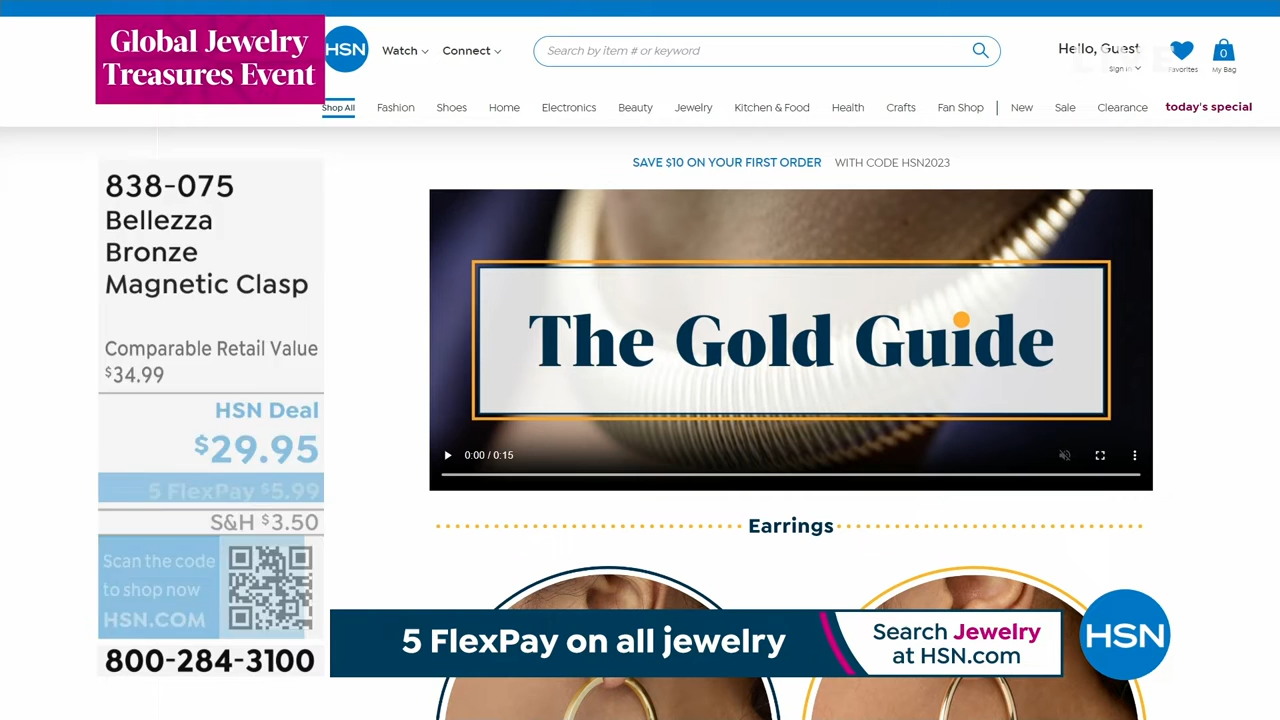 Global Jewelry
Treasures Event
HSN
Watch
Connect
Search by item # or keyword
Hello, Guest
Sign in
Favorites
0
My Bag
Shop All
Fashion
Shoes
Home
Electronics
Beauty
Jewelry
Kitchen & Food
Health
Crafts
Fan Shop
New
Sale
Clearance
today's special
838-075
Bellezza
Bronze
Magnetic Clasp
Comparable Retail Value
$34.99
HSN Deal
$29.95
5 FlexPay $5.99
S&H $3.50
Scan the code
to shop now
HSN.COM
800-284-3100
SAVE $10 ON YOUR FIRST ORDER WITH CODE HSN2023
The Gold Guide
0:00 / 0:15
Earrings
5 FlexPay on all jewelry
Search Jewelry
at HSN.com
HSN